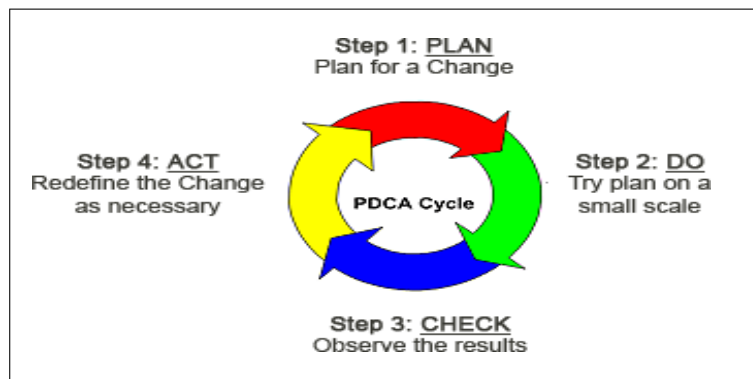 Step 1: PLAN
Plan for a Change
Step 4: ACT
Redefine the Change
as necessary
PDCA Cycle
Step 2: DO
Try plan on a
small scale
Step 3: CHECK
Observe the results